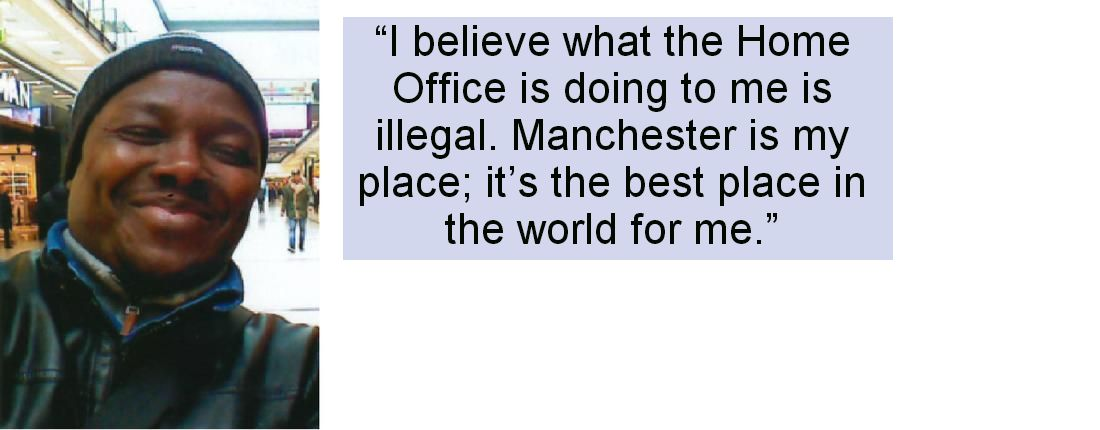 AN
“I believe what the Home
Office is doing to me is
illegal. Manchester is my
place; it’s the best place in
the world for me.”